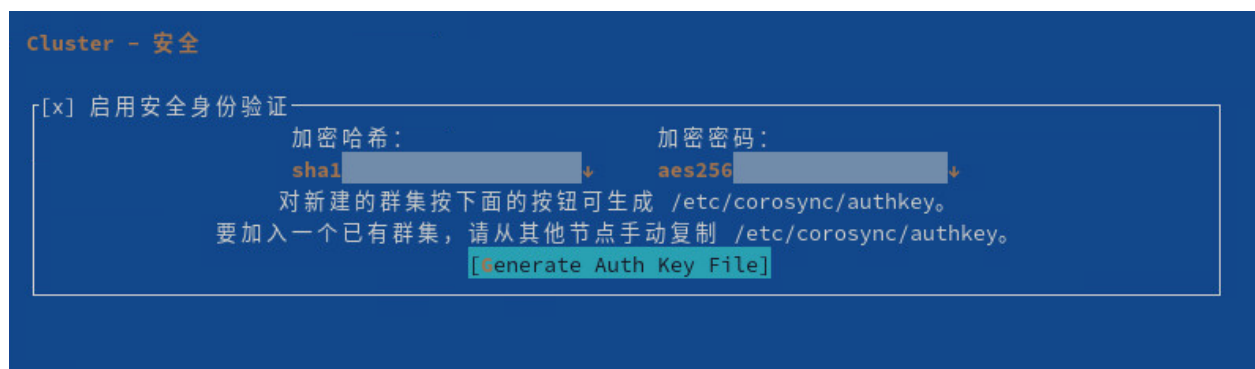 Cluster - 安全
[x] 启用安全身份验证
加密哈希： 加密密码：
sha1↓ aes256↓
对新建的群集按下面的按钮可生成 /etc/corosync/authkey。
要加入一个已有群集，请从其他节点手动复制 /etc/corosync/authkey。
[Generate Auth Key File]